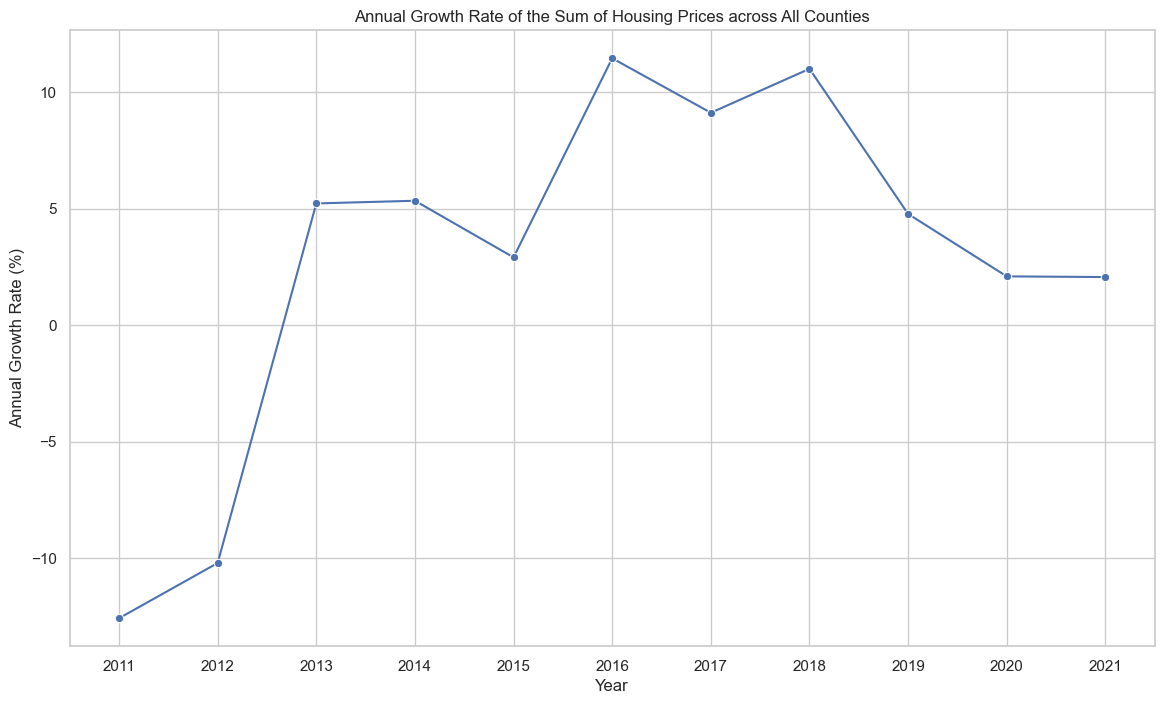 Annual Growth Rate of the Sum of Housing Prices across All Counties
Annual Growth Rate (%)
10
5
0
−5
−10
2011 2012 2013 2014 2015 2016 2017 2018 2019 2020 2021
Year